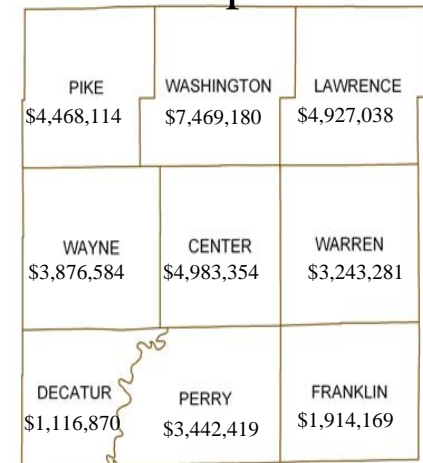 PIKE
$4,468,114
WASHINGTON
$7,469,180
LAWRENCE
$4,927,038
WAYNE
$3,876,584
CENTER
$4,983,354
WARREN
$3,243,281
DECATUR
$1,116,870
PERRY
$3,442,419
FRANKLIN
$1,914,169